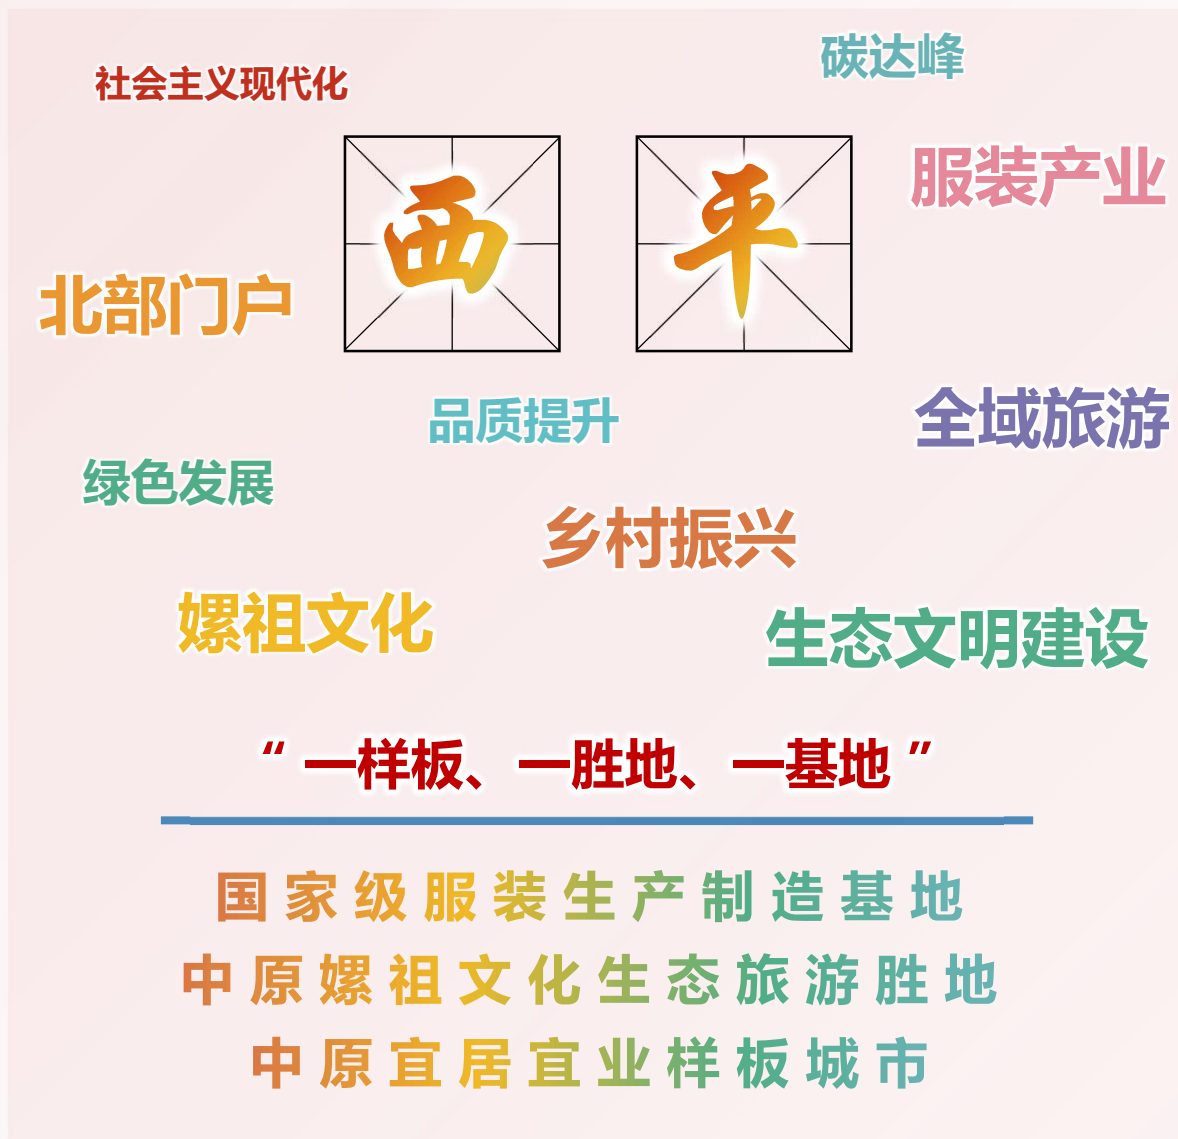 碳达峰
社会主义现代化
服装产业
西平
北部门户
品质提升
全域旅游
绿色发展
乡村振兴
嫘祖文化
生态文明建设
“一样板、一胜地、一基地”
国家级服装生产制造基地
中原嫘祖文化生态旅游胜地
中原宜居宜业样板城市